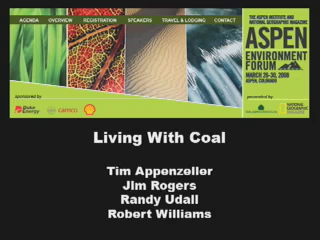 AGENDA OVERVIEW REGISTRATION SPEAKERS TRAVEL & LODGING CONTACT
THE ASPEN INSTITUTE AND
NATIONAL GEOGRAPHIC MAGAZINE
ASPEN
ENVIRONMENT
FORUM
MARCH 26-30, 2008
ASPEN, COLORADO
sponsored by
presented by
Duke
Energy
NATIONAL
GEOGRAPHIC
Living With Coal
Tim Appenzeller
Jim Rogers
Randy Udall
Robert Williams